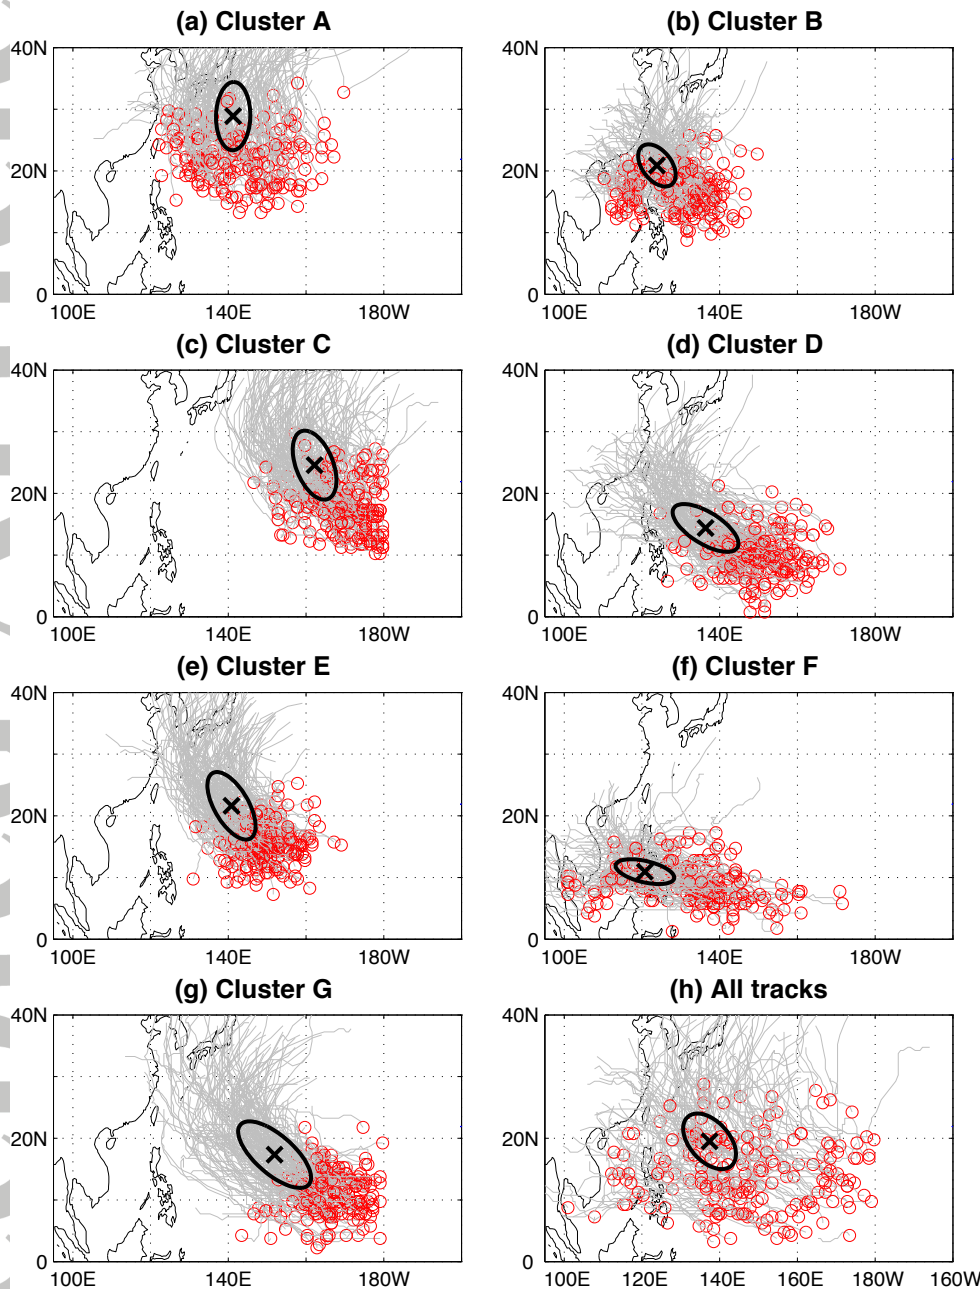 (a) Cluster A
(b) Cluster B
40N
20N
0
100E 140E 180W
40N
20N
0
100E 140E 180W
(c) Cluster C
(d) Cluster D
40N
20N
0
100E 140E 180W
40N
20N
0
100E 140E 180W
(e) Cluster E
(f) Cluster F
40N
20N
0
100E 140E 180W
40N
20N
0
100E 140E 180W
(g) Cluster G
(h) All tracks
40N
20N
0
100E 140E 180W
40N
20N
0
100E 120E 140E 160E 180W 160W